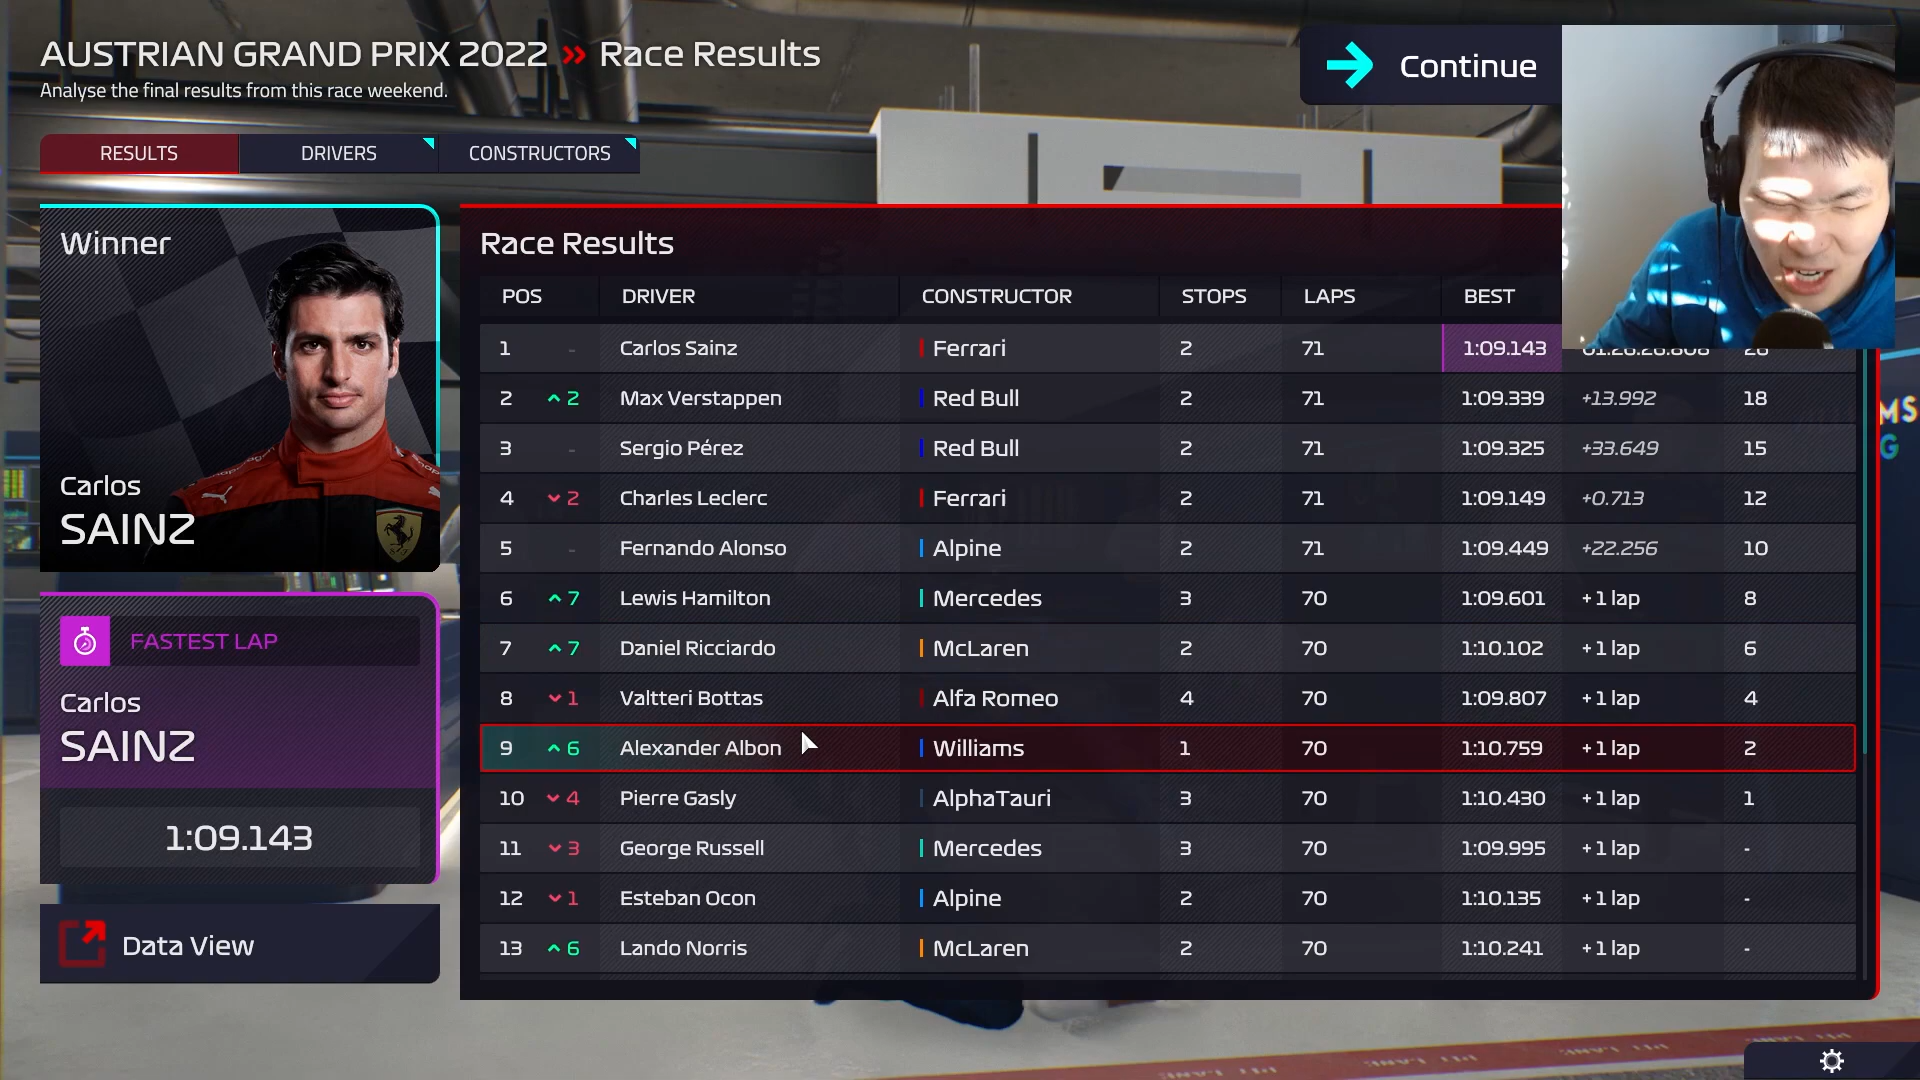 AUSTRIAN GRAND PRIX 2022 » Race Results
Analyse the final results from this race weekend.
Continue
RESULTS DRIVERS CONSTRUCTORS
Winner
Carlos
SAINZ
FASTEST LAP
Carlos
SAINZ
1:09.143
Data View
Race Results
POS DRIVER CONSTRUCTOR STOPS LAPS BEST
1 - Carlos Sainz Ferrari 2 71 1:09.143
2 2 Max Verstappen Red Bull 2 71 1:09.339 +13.992 18
3 - Sergio Pérez Red Bull 2 71 1:09.325 +33.649 15
4 2 Charles Leclerc Ferrari 2 71 1:09.149 +0.713 12
5 - Fernando Alonso Alpine 2 71 1:09.449 +22.256 10
6 7 Lewis Hamilton Mercedes 3 70 1:09.601 + 1 lap 8
7 7 Daniel Ricciardo McLaren 2 70 1:10.102 + 1 lap 6
8 1 Valtteri Bottas Alfa Romeo 4 70 1:09.807 + 1 lap 4
9 6 Alexander Albon Williams 1 70 1:10.759 + 1 lap 2
10 4 Pierre Gasly AlphaTauri 3 70 1:10.430 + 1 lap 1
11 3 George Russell Mercedes 3 70 1:09.995 + 1 lap -
12 1 Esteban Ocon Alpine 2 70 1:10.135 + 1 lap -
13 6 Lando Norris McLaren 2 70 1:10.241 + 1 lap -
MS
G